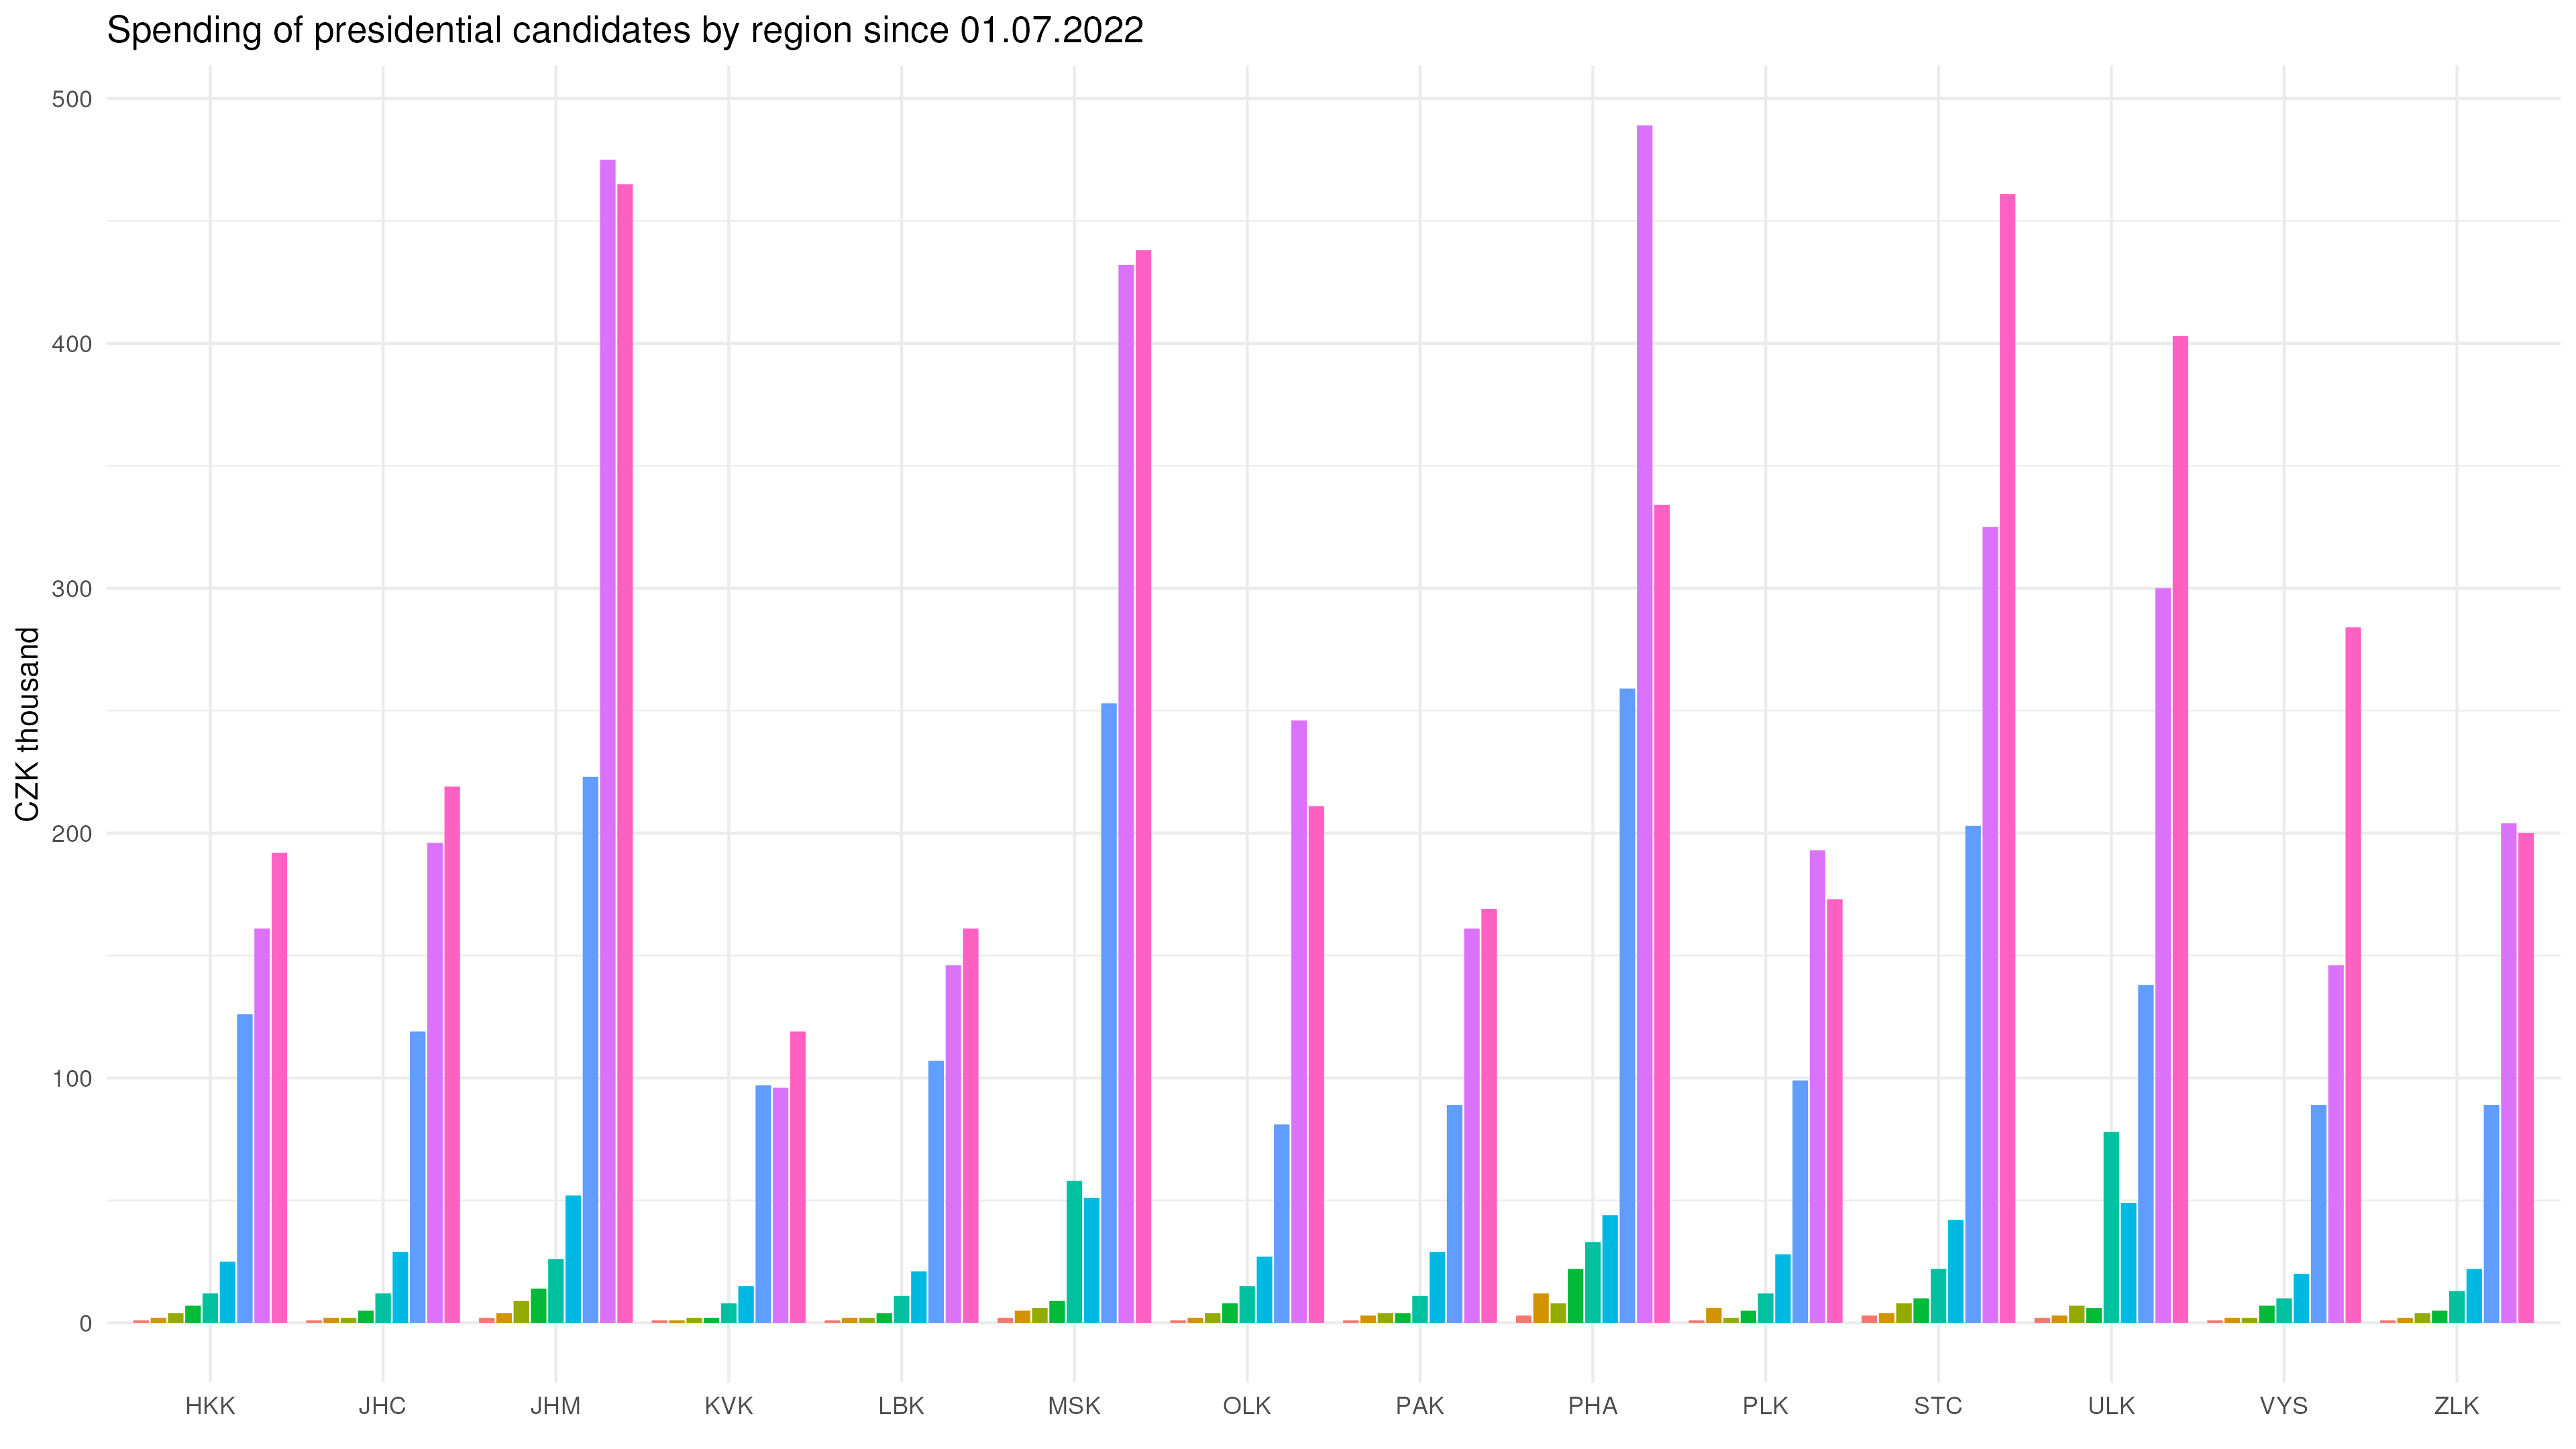 Spending of presidential candidates by region since 01.07.2022
CZK thousand
500
400
300
200
100
0
HKK JHC JHM KVK LBK MSK OLK PAK PHA PLK STC ULK VYS ZLK